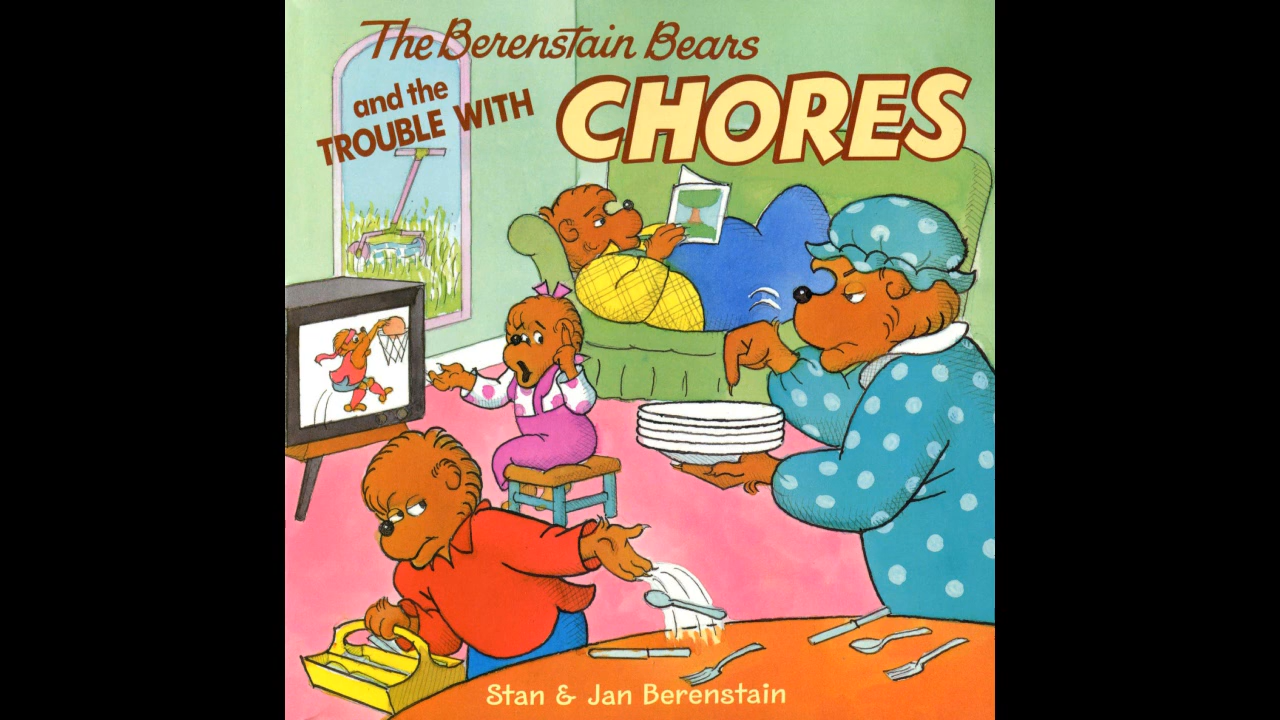 The Berenstain Bears
and the
TROUBLE WITH
CHORES
Stan & Jan Berenstain